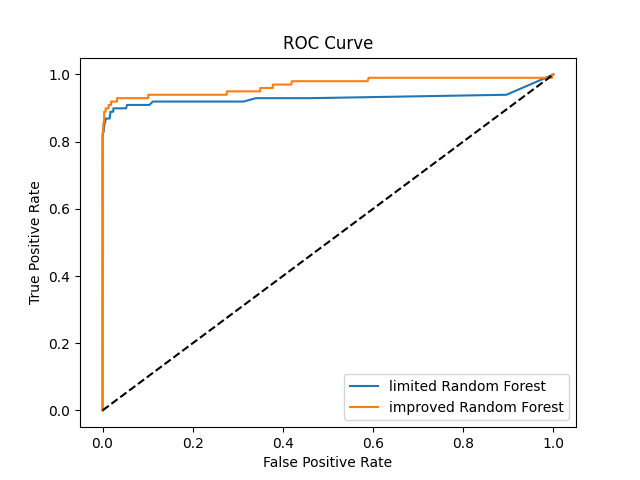 ROC Curve
True Positive Rate
1.0
0.8
0.6
0.4
0.2
0.0
0.0 0.2 0.4 0.6 0.8 1.0
False Positive Rate
limited Random Forest
improved Random Forest